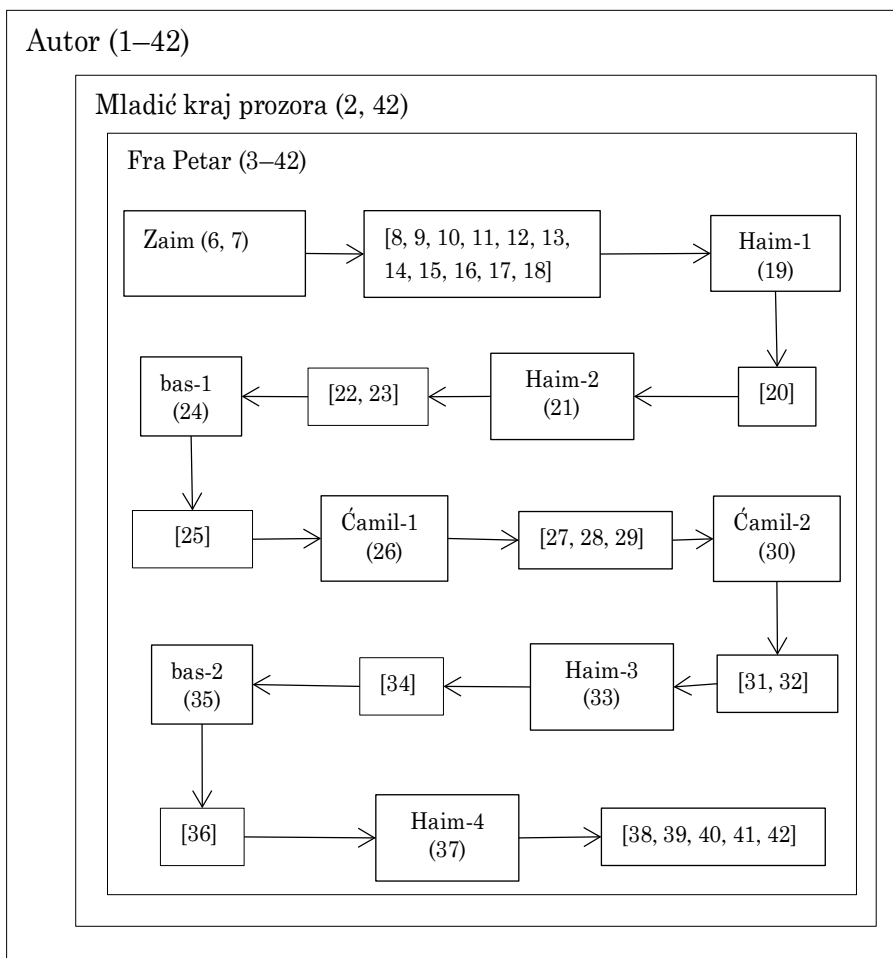 Autor (1–42)
Mladić kraj prozora (2, 42)
Fra Petar (3–42)
Zaim (6, 7)
[8, 9, 10, 11, 12, 13,
14, 15, 16, 17, 18]
Haim-1
(19)
[20]
Haim-2
(21)
[22, 23]
bas-1
(24)
[25]
Ćamil-1
(26)
[27, 28, 29]
Ćamil-2
(30)
[31, 32]
Haim-3
(33)
[34]
bas-2
(35)
[36]
Haim-4
(37)
[38, 39, 40, 41, 42]